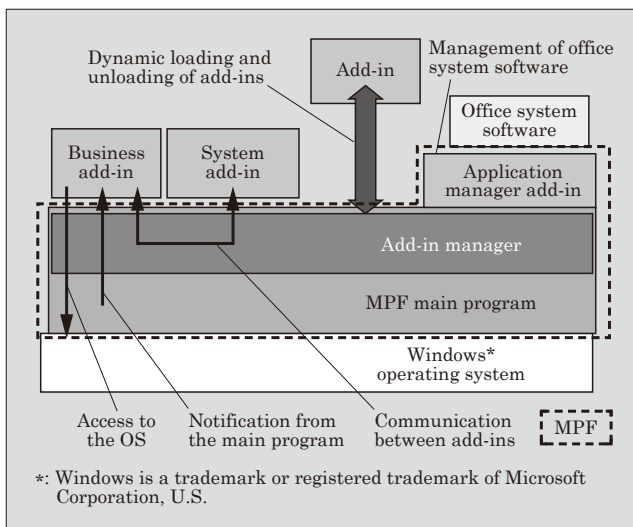 Dynamic loading and
unloading of add-ins
Add-in
Management of office
system software
Office system
software
Business
add-in
System
add-in
Application
manager add-in
Add-in manager
MPF main program
Windows*
operating system
Access to
the OS
Notification from
the main program
Communication
between add-ins
MPF
*: Windows is a trademark or registered trademark of Microsoft
Corporation, U.S.